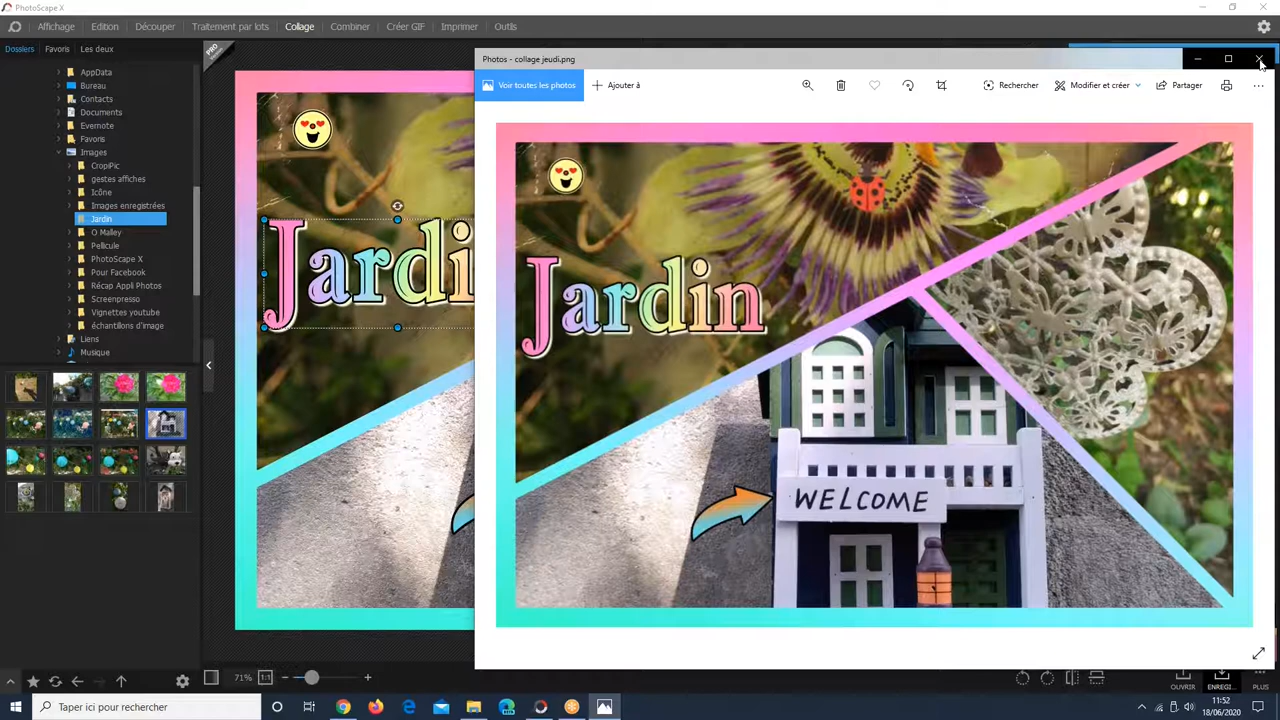 PhotoScape X
Affichage Edition Découper Traitement par lots Collage Combiner Créer GIF Imprimer Outils
Dossiers Favoris Les deux
PRO
AppData
Bureau
Contacts
Documents
Evernote
Favoris
Images
CropiPic
gestes affiches
Icône
Images enregistrées
Jardin
O Malley
Pellicule
PhotoScape X
Pour Facebook
Récap Appli Photos
Screenpresso
Vignettes youtube
échantillons d'image
Liens
Musique
Jardi
Photos - collage jeudi.png
Voir toutes les photos Ajouter à Rechercher Modifier et créer Partager
Jardin
WELCOME
71% 1:1
OUVRIR ENREGI... PLUS
Taper ici pour rechercher
11:52
18/06/2020